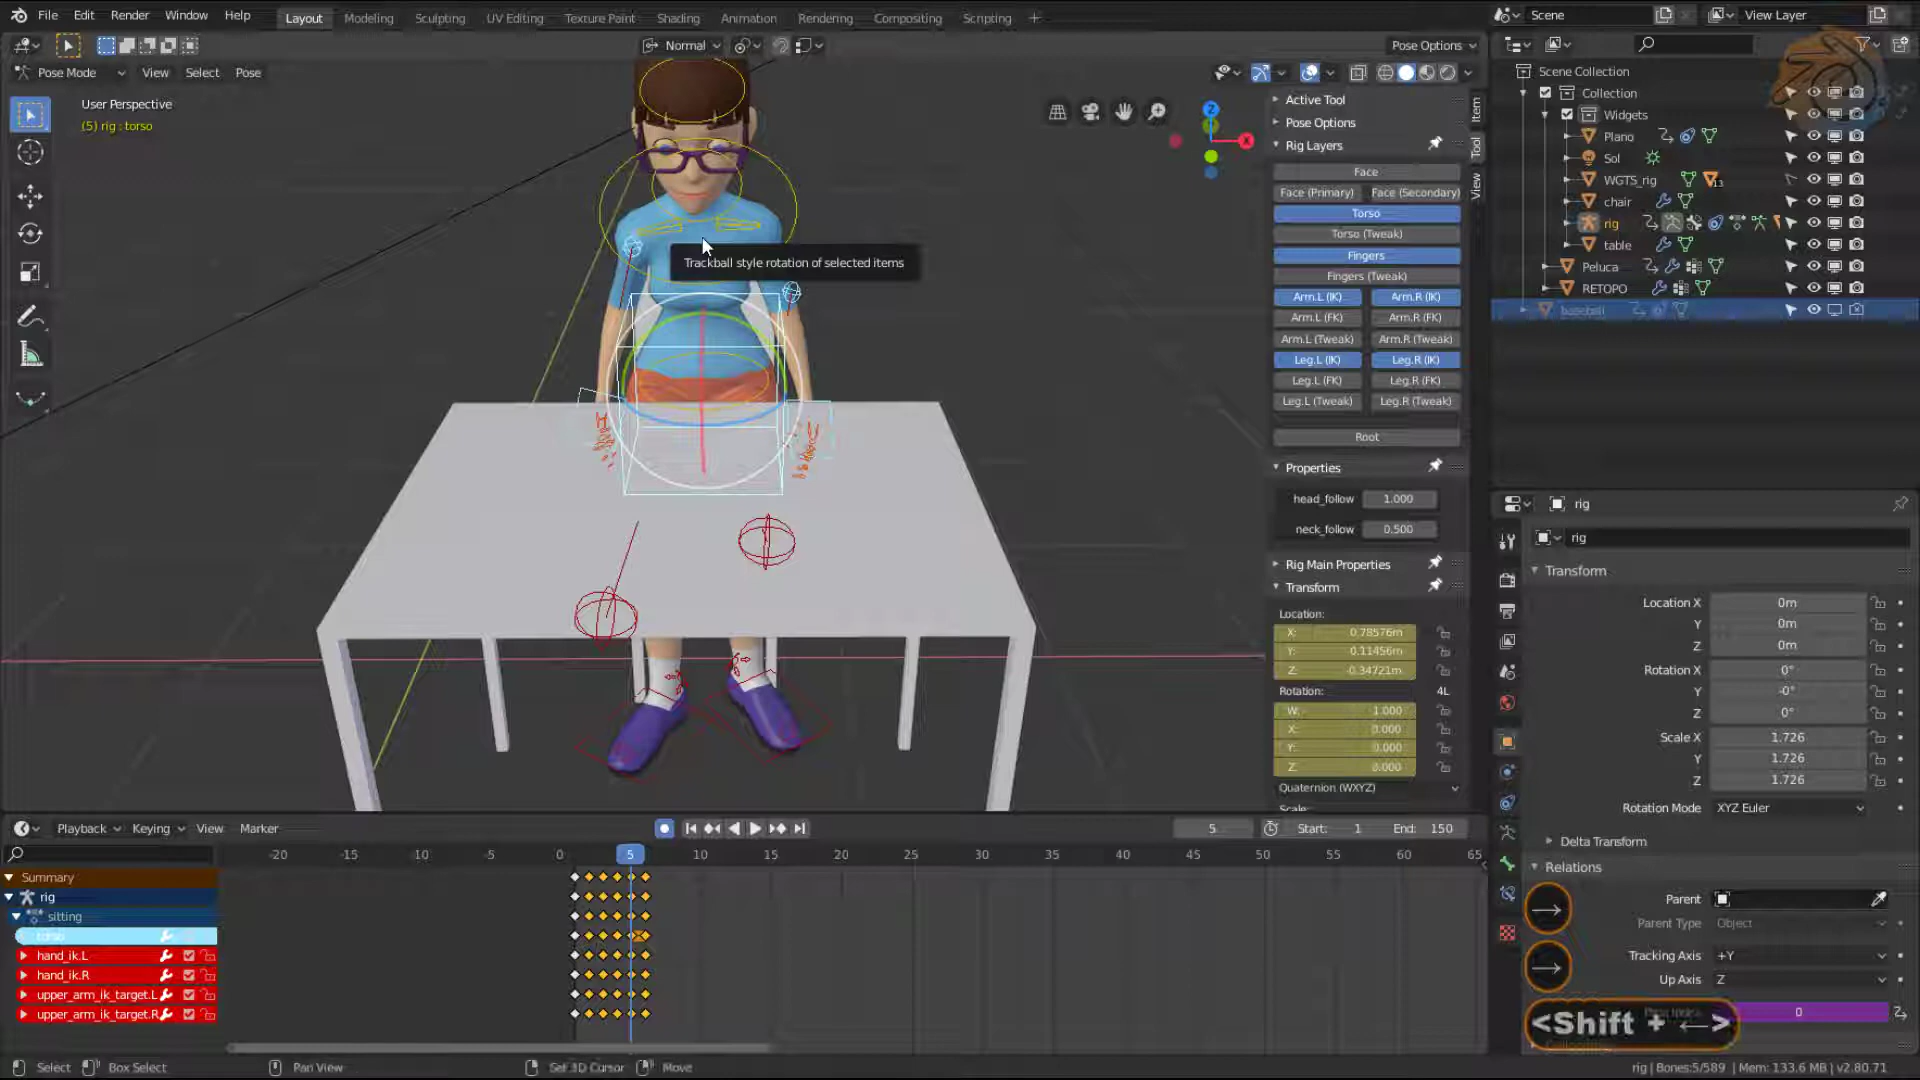 File Edit Render Window Help
Layout Modeling Sculpting UV Editing Texture Paint Shading Animation Rendering Compositing Scripting +
Scene
View Layer
Normal
Pose Options
Pose Mode View Select Pose
User Perspective
(5) rig : torso
Trackball style rotation of selected items
Z
X
Active Tool
Pose Options
Rig Layers
Face
Face (Primary) Face (Secondary)
Torso
Torso (Tweak)
Fingers
Fingers (Tweak)
Arm.L (IK) Arm.R (IK)
Arm.L (FK) Arm.R (FK)
Arm.L (Tweak) Arm.R (Tweak)
Leg.L (IK) Leg.R (IK)
Leg.L (FK) Leg.R (FK)
Leg.L (Tweak) Leg.R (Tweak)
Root
Properties
head_follow 1.000
neck_follow 0.500
Rig Main Properties
Transform
Location:
X: 0.78576m
Y: 0.11456m
Z: -0.34721m
Rotation: 4L
W: 1.000
X: 0.000
Y: 0.000
Z: 0.000
Quaternion (WXYZ)
Scale:
Item
Tool
View
Scene Collection
Collection
Widgets
Plano
Sol
WGTS_rig 13
chair
rig
table
Peluca
RETOPO
baseball
rig
rig
Transform
Location X 0m
Y 0m
Z 0m
Rotation X 0°
Y -0°
Z 0°
Scale X 1.726
Y 1.726
Z 1.726
Rotation Mode XYZ Euler
Delta Transform
Relations
Parent
Parent Type Object
Tracking Axis +Y
Up Axis Z
0
<Shift + ←>
Playback Keying View Marker
5 Start: 1 End: 150
-20 -15 -10 -5 0 5 10 15 20 25 30 35 40 45 50 55 60 65
Summary
rig
sitting
torso
hand_ik.L
hand_ik.R
upper_arm_ik_target.L
upper_arm_ik_target.R
Select Box Select Pan View Set 3D Cursor Move
rig | Bones:5/589 | Mem: 133.6 MB | v2.80.71